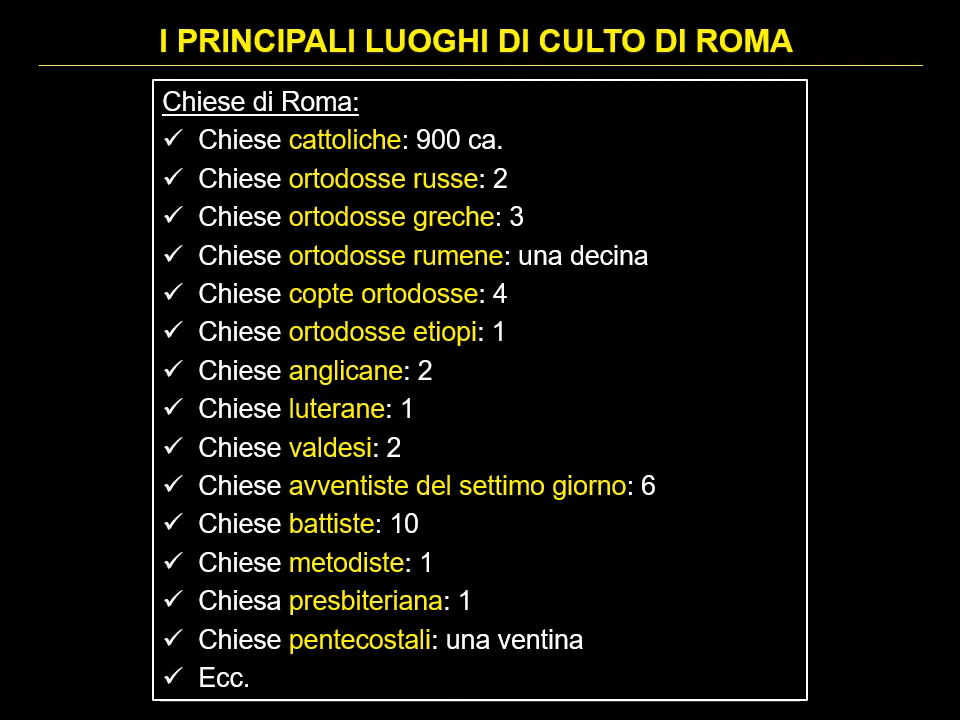 I PRINCIPALI LUOGHI DI CULTO DI ROMA
Chiese di Roma:
✓ Chiese cattoliche: 900 ca.
✓ Chiese ortodosse russe: 2
✓ Chiese ortodosse greche: 3
✓ Chiese ortodosse rumene: una decina
✓ Chiese copte ortodosse: 4
✓ Chiese ortodosse etiopi: 1
✓ Chiese anglicane: 2
✓ Chiese luterane: 1
✓ Chiese valdesi: 2
✓ Chiese avventiste del settimo giorno: 6
✓ Chiese battiste: 10
✓ Chiese metodiste: 1
✓ Chiesa presbiteriana: 1
✓ Chiese pentecostali: una ventina
✓ Ecc.